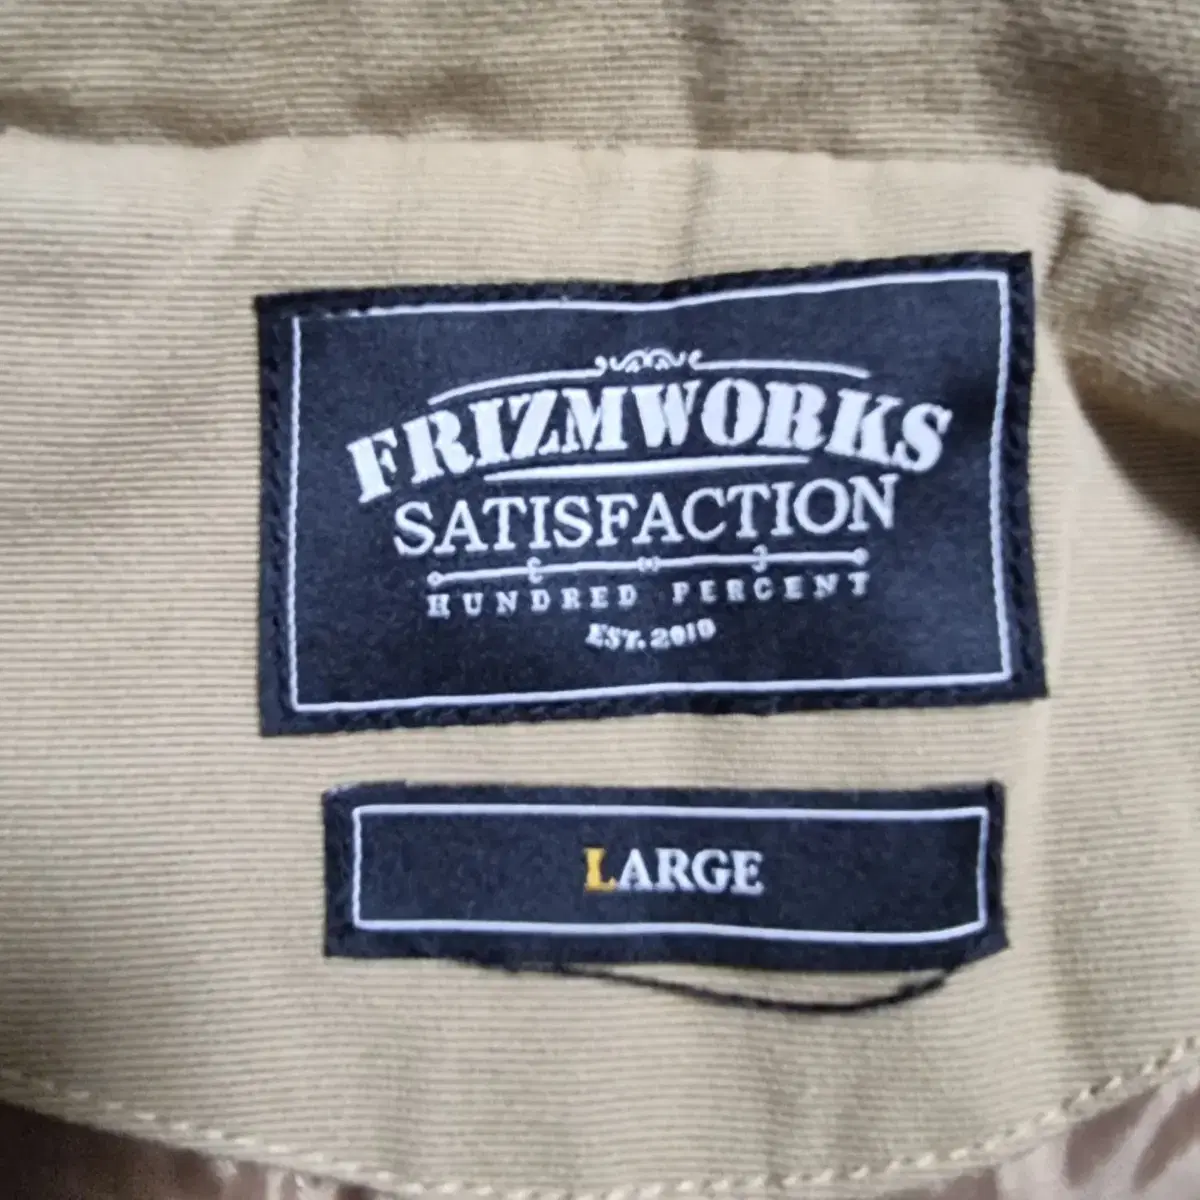 FRIZMWORKS
SATISFACTION
HUNDRED PERCENT
EST. 2010
LARGE